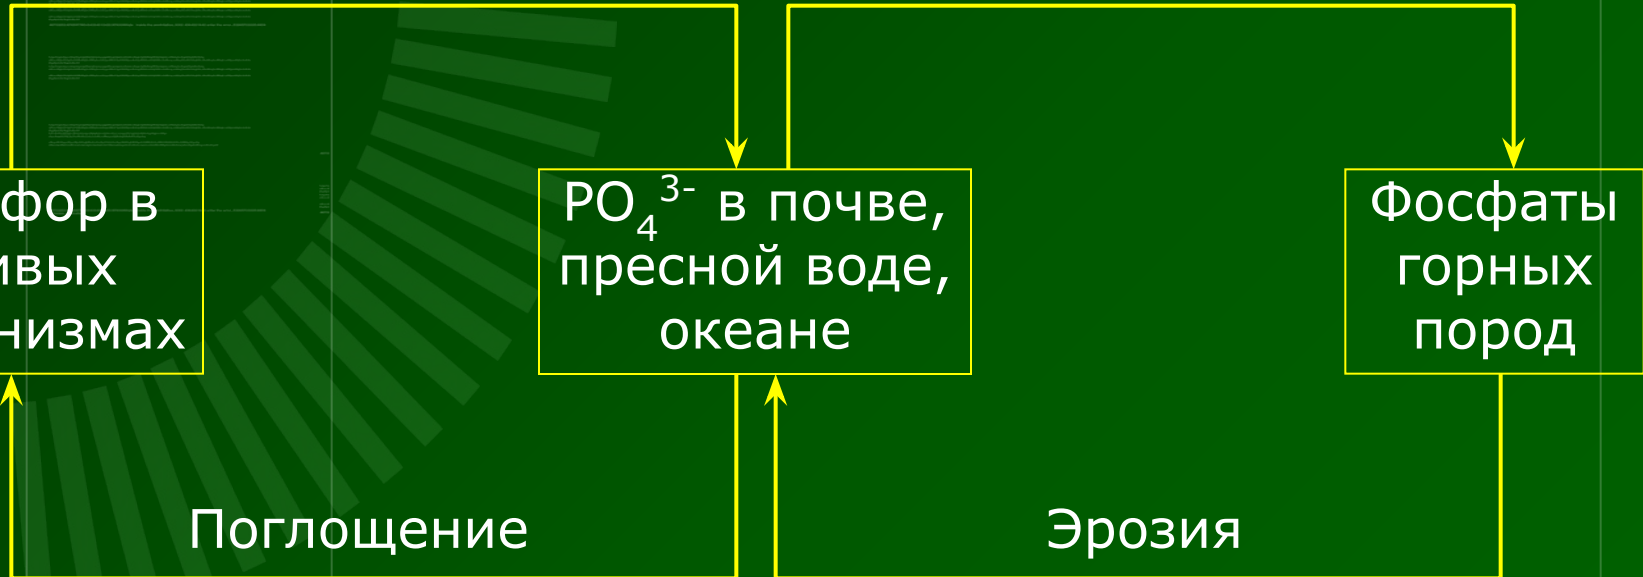 фор в
ивых
низмах
PO₄³⁻ в почве,
пресной воде,
океане
Фосфаты
горных
пород
Поглощение
Эрозия